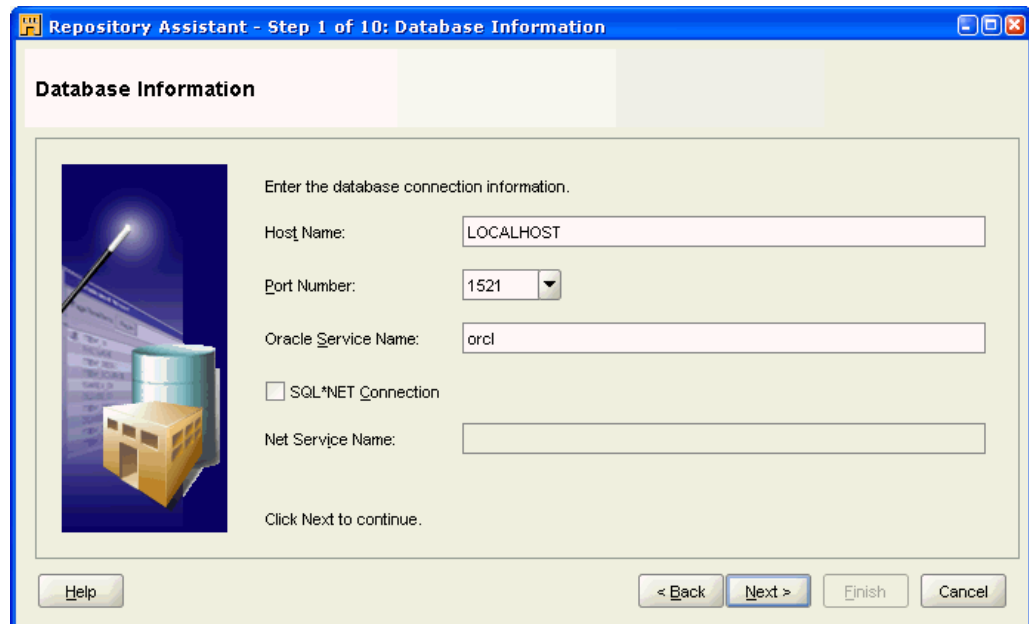 Repository Assistant - Step 1 of 10: Database Information
Database Information
Enter the database connection information.
Host Name: LOCALHOST
Port Number: 1521
Oracle Service Name: orcl
SQL*NET Connection
Net Service Name:
Click Next to continue.
Help < Back Next > Finish Cancel